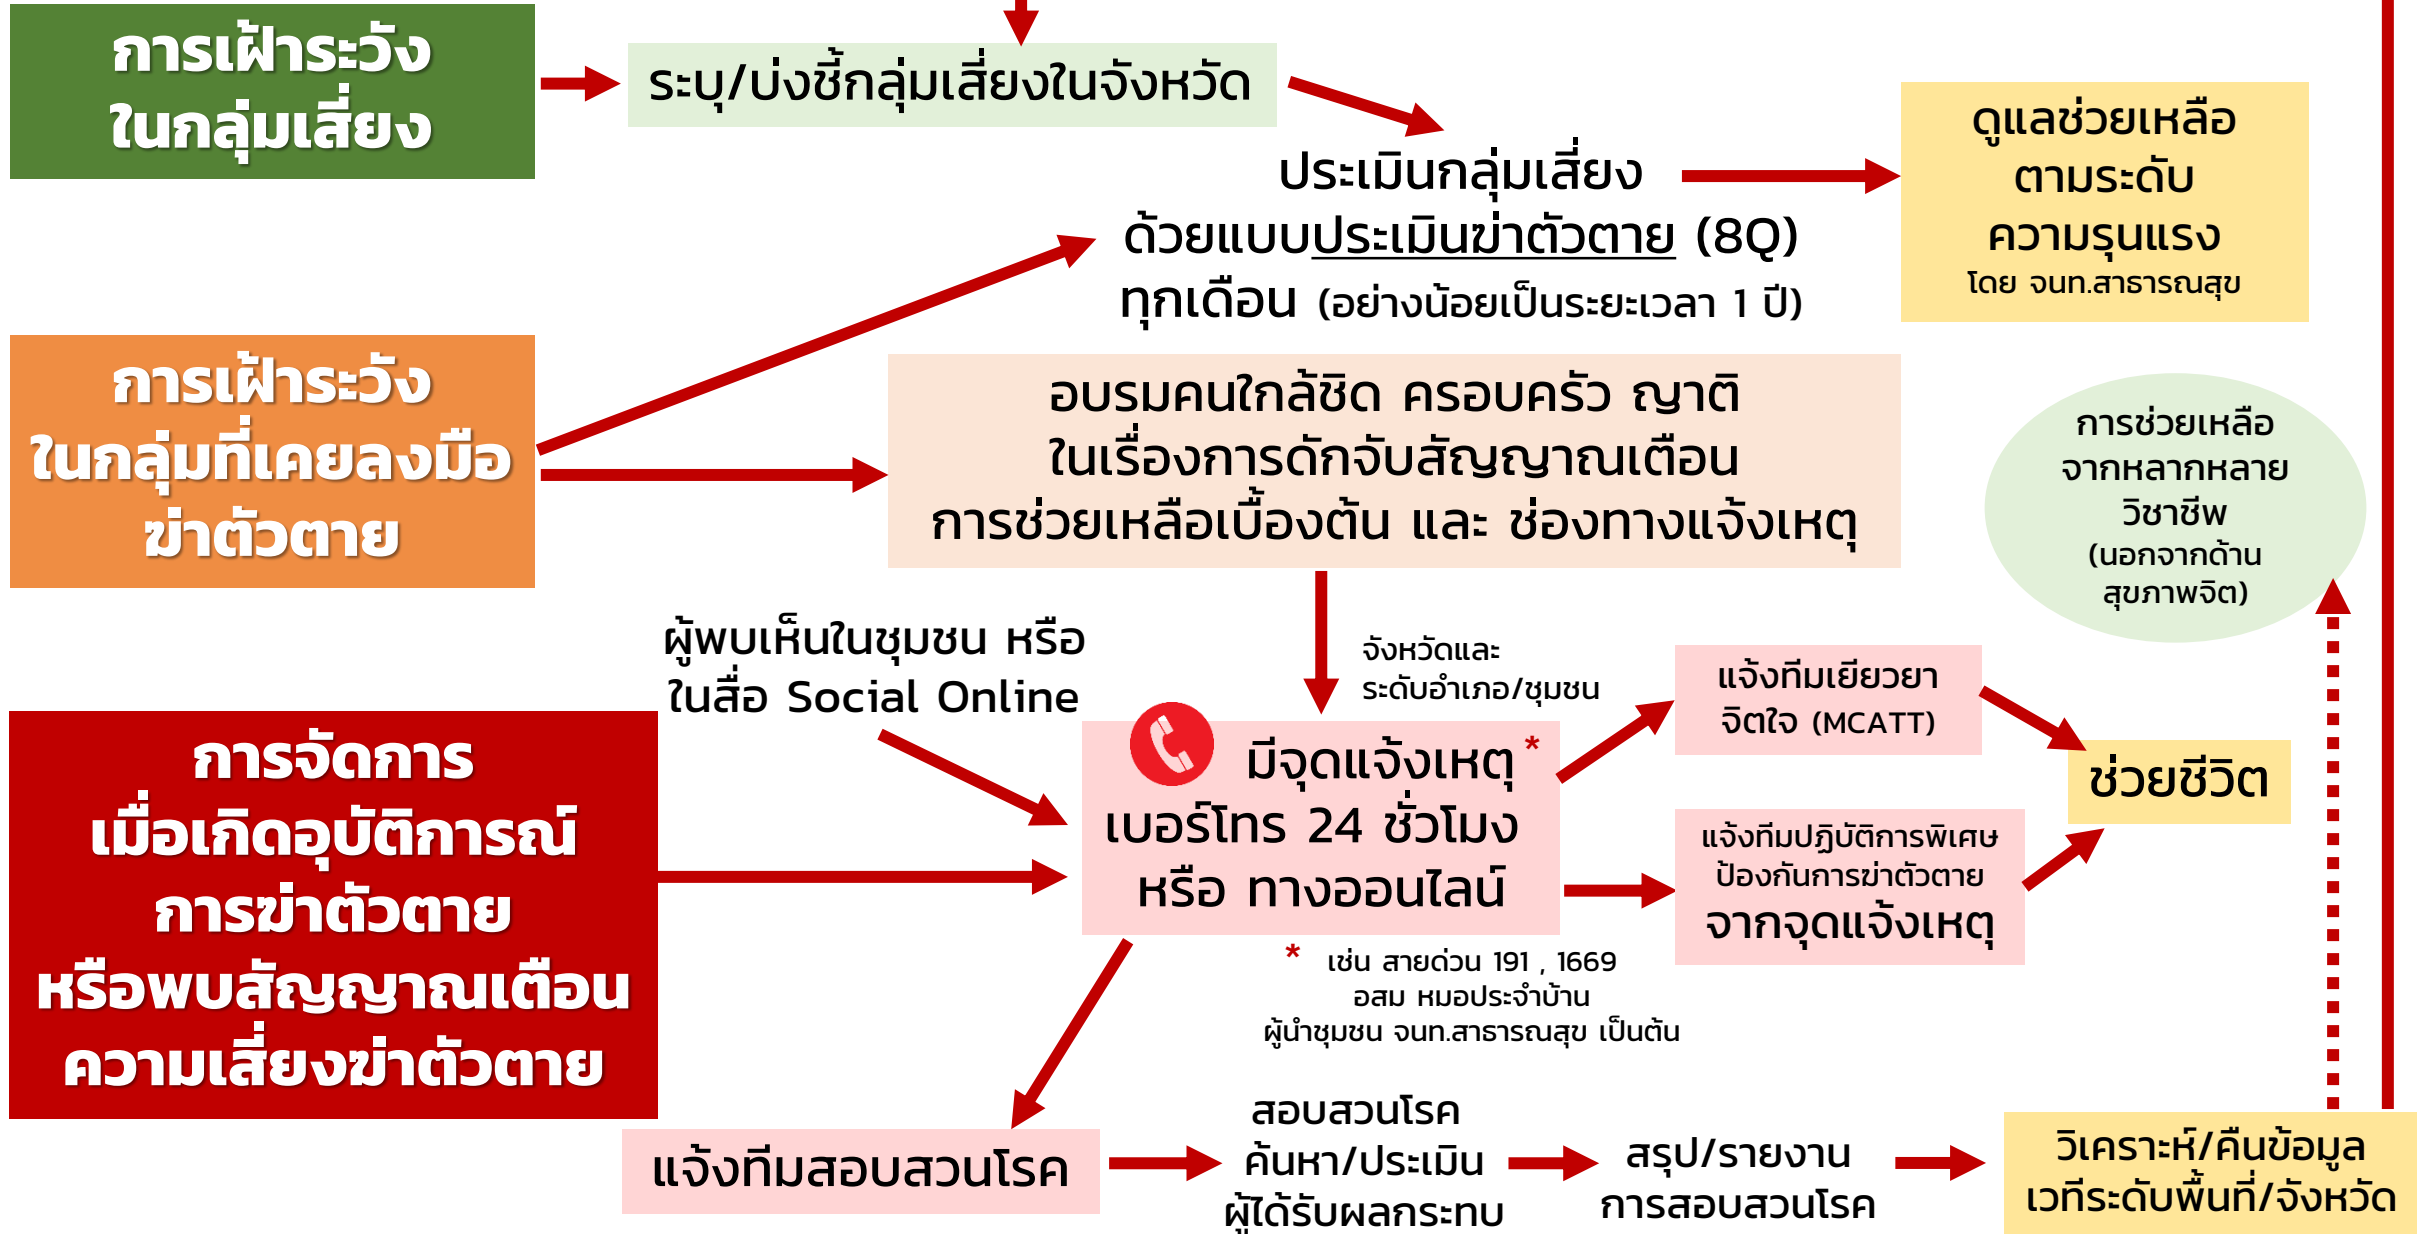 การเฝ้าระวัง
ในกลุ่มเสี่ยง
ระบุ/บ่งชี้กลุ่มเสี่ยงในจังหวัด
ประเมินกลุ่มเสี่ยง
ด้วยแบบประเมินฆ่าตัวตาย (8Q)
ทุกเดือน (อย่างน้อยเป็นระยะเวลา 1 ปี)
ดูแลช่วยเหลือ
ตามระดับ
ความรุนแรง
โดย จนท.สาธารณสุข
การเฝ้าระวัง
ในกลุ่มที่เคยลงมือ
ฆ่าตัวตาย
อบรมคนใกล้ชิด ครอบครัว ญาติ
ในเรื่องการดักจับสัญญาณเตือน
การช่วยเหลือเบื้องต้น และ ช่องทางแจ้งเหตุ
การช่วยเหลือ
จากหลากหลาย
วิชาชีพ
(นอกจากด้าน
สุขภาพจิต)
การจัดการ
เมื่อเกิดอุบัติการณ์
การฆ่าตัวตาย
หรือพบสัญญาณเตือน
ความเสี่ยงฆ่าตัวตาย
ผู้พบเห็นในชุมชน หรือ
ในสื่อ Social Online
จังหวัดและ
ระดับอำเภอ/ชุมชน
มีจุดแจ้งเหตุ *
เบอร์โทร 24 ชั่วโมง
หรือ ทางออนไลน์
* เช่น สายด่วน 191 , 1669
อสม หมอประจำบ้าน
ผู้นำชุมชน จนท.สาธารณสุข เป็นต้น
แจ้งทีมเยียวยา
จิตใจ (MCATT)
แจ้งทีมปฏิบัติการพิเศษ
ป้องกันการฆ่าตัวตาย
จากจุดแจ้งเหตุ
ช่วยชีวิต
แจ้งทีมสอบสวนโรค
สอบสวนโรค
ค้นหา/ประเมิน
ผู้ได้รับผลกระทบ
สรุป/รายงาน
การสอบสวนโรค
วิเคราะห์/คืนข้อมูล
เวทีระดับพื้นที่/จังหวัด